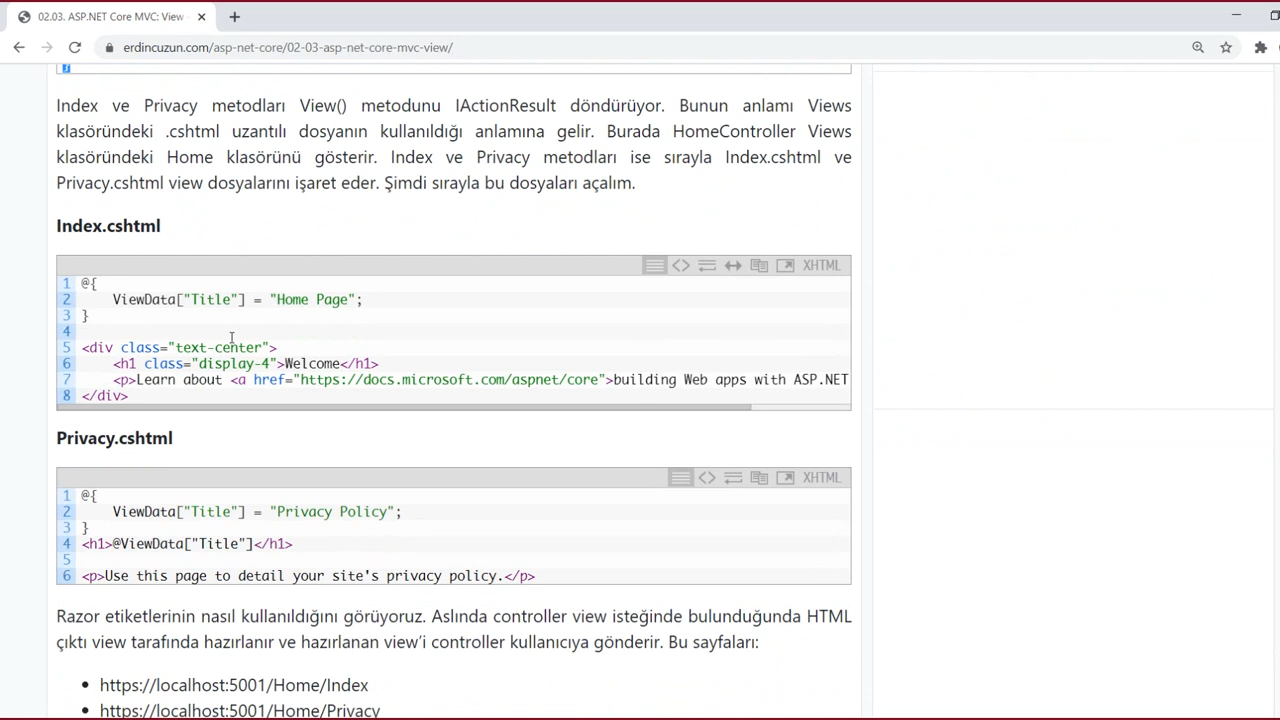 02.03. ASP.NET Core MVC: View
erdincuzun.com/asp-net-core/02-03-asp-net-core-mvc-view/
Index ve Privacy metodları View() metodunu IActionResult döndürüyor. Bunun anlamı Views
klasöründeki .cshtml uzantılı dosyanın kullanıldığı anlamına gelir. Burada HomeController Views
klasöründeki Home klasörünü gösterir. Index ve Privacy metodları ise sırayla Index.cshtml ve
Privacy.cshtml view dosyalarını işaret eder. Şimdi sırayla bu dosyaları açalım.
Index.cshtml
XHTML
1 @{
2 ViewData["Title"] = "Home Page";
3 }
4
5 <div class="text-center">
6 <h1 class="display-4">Welcome</h1>
7 <p>Learn about <a href="https://docs.microsoft.com/aspnet/core">building Web apps with ASP.NET
8 </div>
Privacy.cshtml
XHTML
1 @{
2 ViewData["Title"] = "Privacy Policy";
3 }
4 <h1>@ViewData["Title"]</h1>
5
6 <p>Use this page to detail your site's privacy policy.</p>
Razor etiketlerinin nasıl kullanıldığını görüyoruz. Aslında controller view isteğinde bulunduğunda HTML
çıktı view tarafında hazırlanır ve hazırlanan view'i controller kullanıcıya gönderir. Bu sayfaları:
• https://localhost:5001/Home/Index
• https://localhost:5001/Home/Privacy